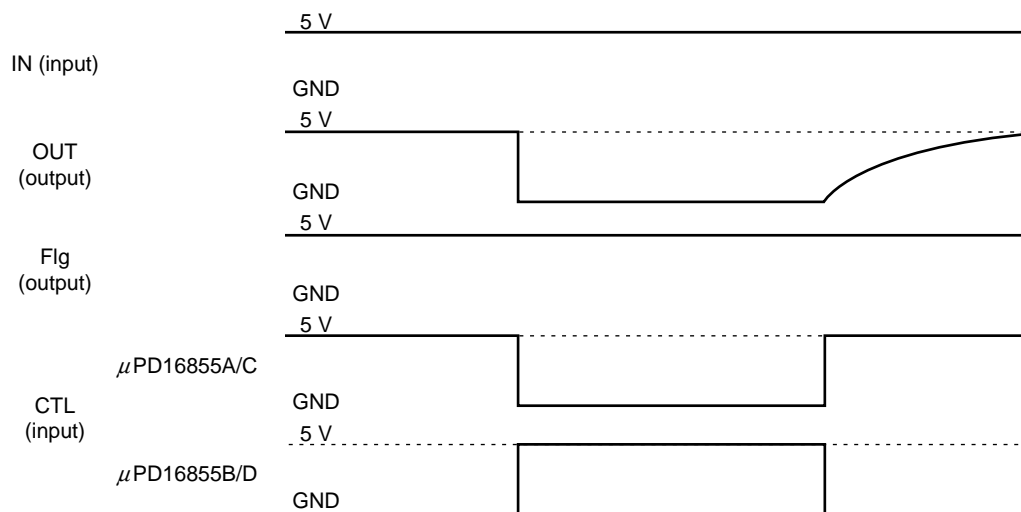 5 V
IN (input)
GND
5 V
OUT
(output)
GND
5 V
Flg
(output)
GND
5 V
μPD16855A/C
GND
CTL
(input)
5 V
μPD16855B/D
GND